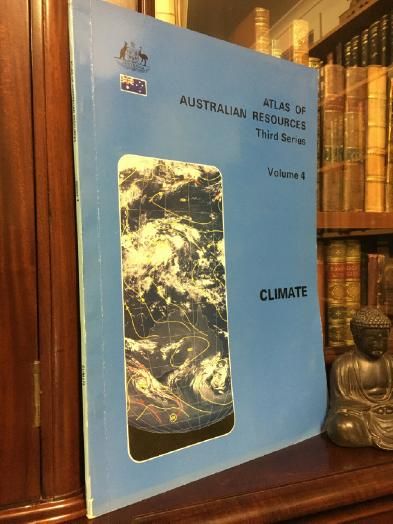 ATLAS OF
AUSTRALIAN RESOURCES
Third Series
Volume 4
CLIMATE